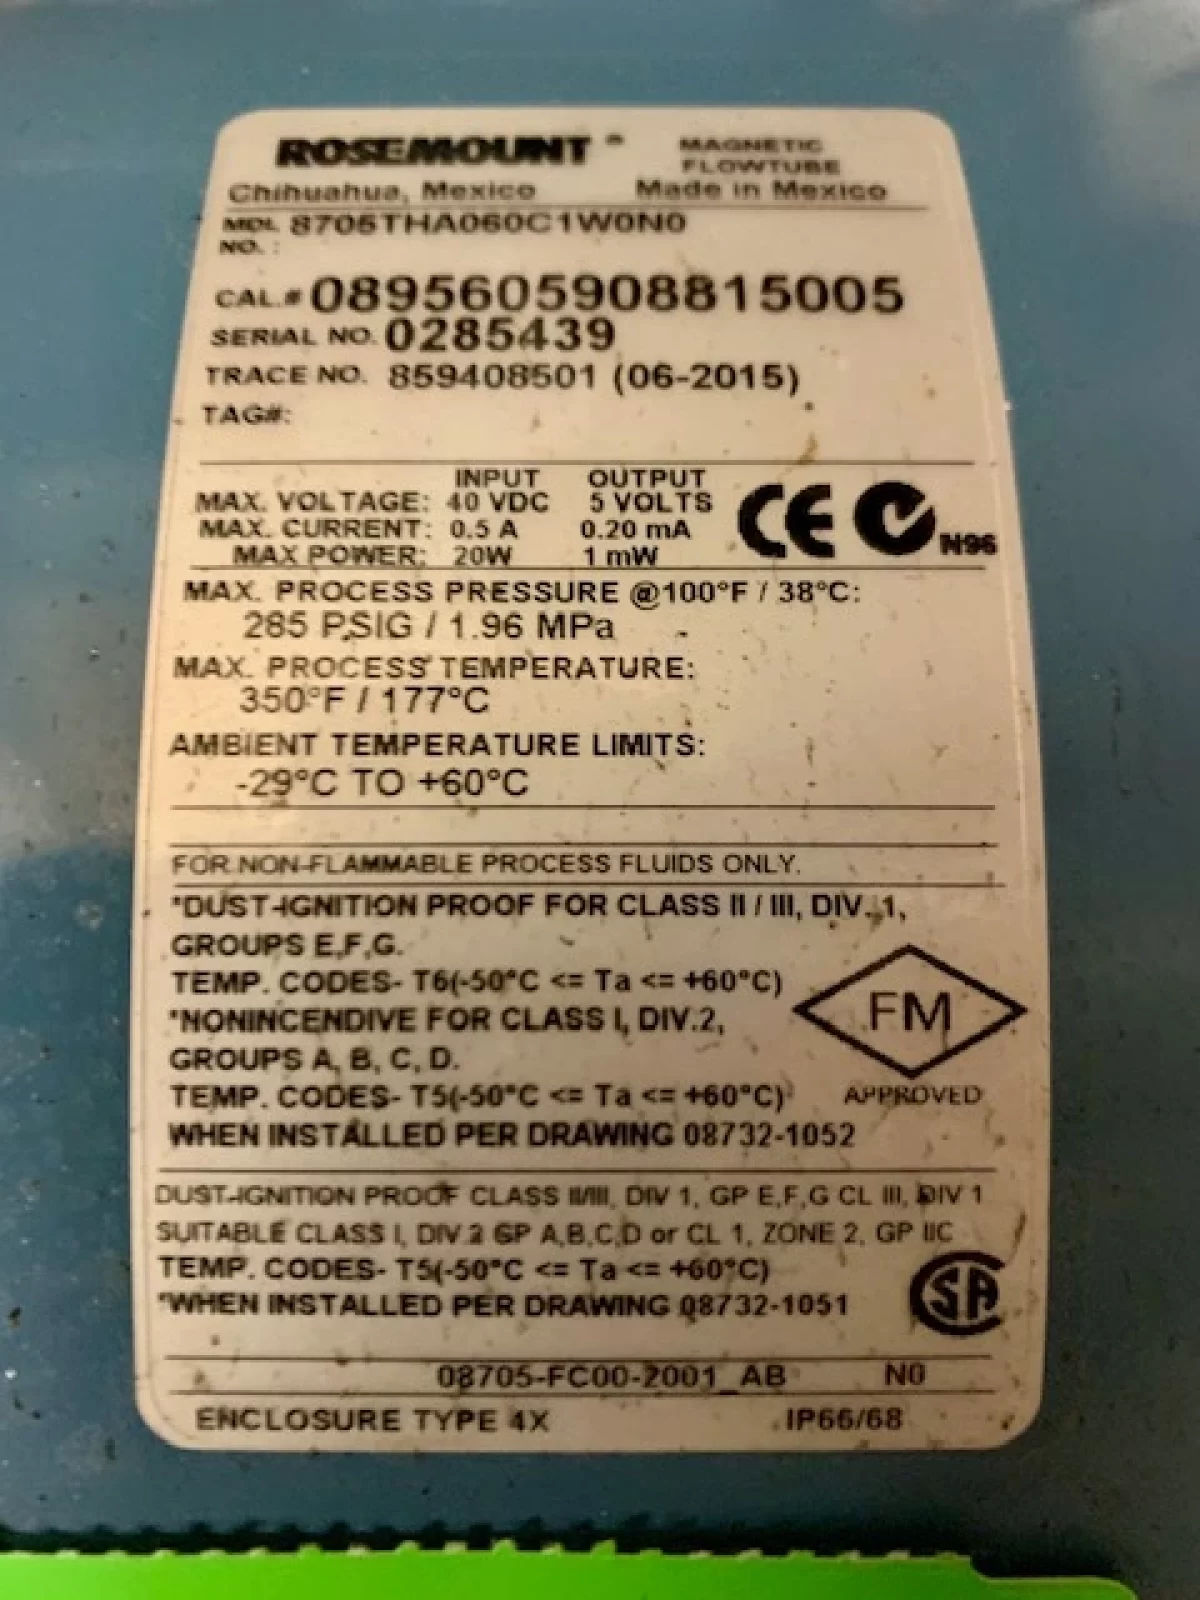 ROSEMOUNT ® MAGNETIC FLOWTUBE
Chihuahua, Mexico Made in Mexico
MDL NO. : 8705THA060C1W0N0
CAL.# 0895605908815005
SERIAL NO. 0285439
TRACE NO. 859408501 (06-2015)
TAG#:
INPUT OUTPUT
MAX. VOLTAGE: 40 VDC 5 VOLTS
MAX. CURRENT: 0.5 A 0.20 mA
MAX POWER: 20W 1 mW
CE N96
MAX. PROCESS PRESSURE @100°F / 38°C:
285 PSIG / 1.96 MPa
MAX. PROCESS TEMPERATURE:
350°F / 177°C
AMBIENT TEMPERATURE LIMITS:
-29°C TO +60°C
FOR NON-FLAMMABLE PROCESS FLUIDS ONLY.
*DUST-IGNITION PROOF FOR CLASS II / III, DIV. 1,
GROUPS E,F,G.
TEMP. CODES- T6(-50°C <= Ta <= +60°C)
*NONINCENDIVE FOR CLASS I, DIV.2,
GROUPS A, B, C, D.
TEMP. CODES- T5(-50°C <= Ta <= +60°C)
WHEN INSTALLED PER DRAWING 08732-1052
FM
APPROVED
DUST-IGNITION PROOF CLASS II/III, DIV 1, GP E,F,G CL III, DIV 1
SUITABLE CLASS I, DIV 2 GP A,B,C,D or CL 1, ZONE 2, GP IIC
TEMP. CODES- T5(-50°C <= Ta <= +60°C)
*WHEN INSTALLED PER DRAWING 08732-1051
CSA
08705-FC00-2001_AB N0
ENCLOSURE TYPE 4X IP66/68